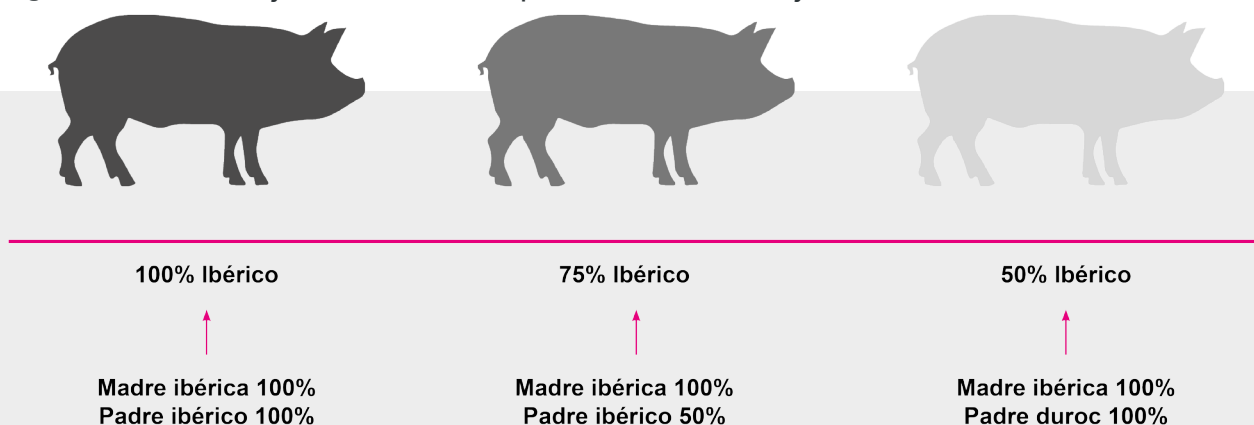 100% Ibérico
75% Ibérico
50% Ibérico
Madre ibérica 100%
Padre ibérico 100%
Madre ibérica 100%
Padre ibérico 50%
Madre ibérica 100%
Padre duroc 100%